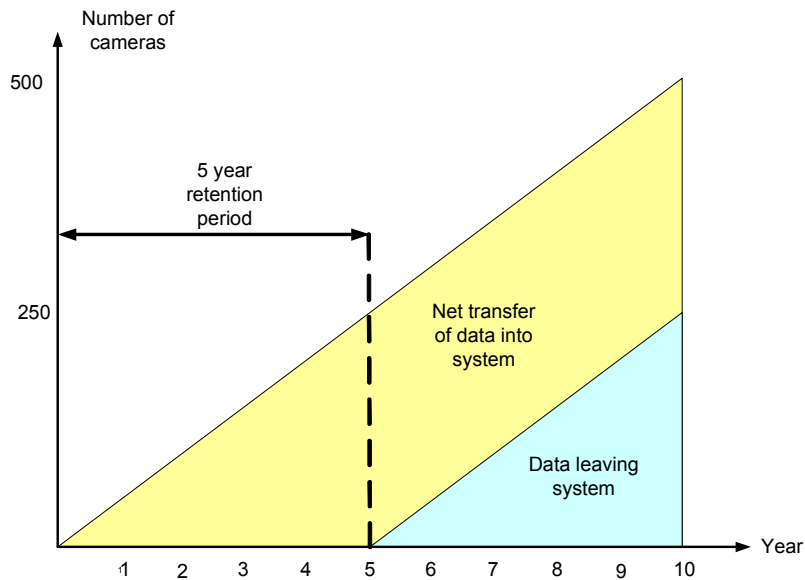 Number of
cameras
500
5 year
retention
period
250
Net transfer
of data into
system
Data leaving
system
Year
1 2 3 4 5 6 7 8 9 10